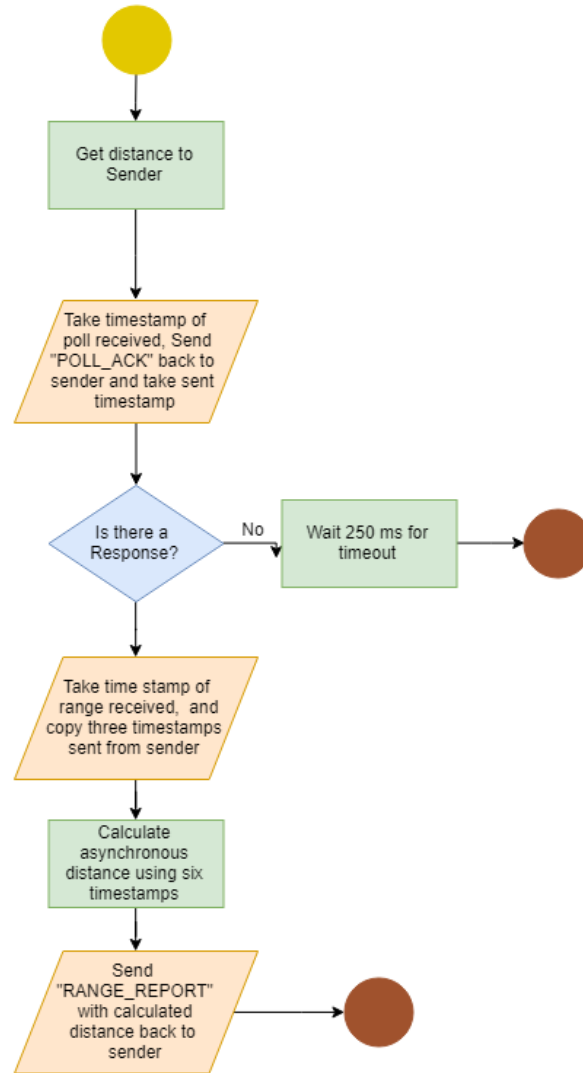 Get distance to
Sender
Take timestamp of
poll received, Send
"POLL_ACK" back to
sender and take sent
timestamp
Is there a
Response?
No
Wait 250 ms for
timeout
Take time stamp of
range received, and
copy three timestamps
sent from sender
Calculate
asynchronous
distance using six
timestamps
Send
"RANGE_REPORT"
with calculated
distance back to
sender